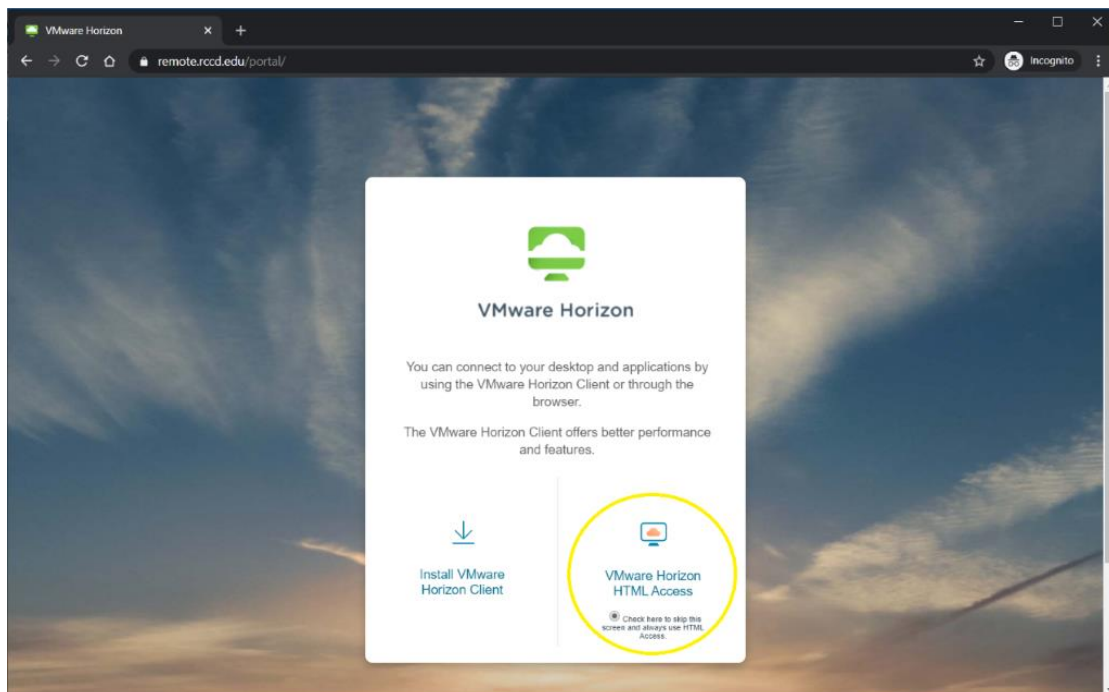 VMware Horizon
remote.rccd.edu/portal/
Incognito
VMware Horizon
You can connect to your desktop and applications by
using the VMware Horizon Client or through the
browser.
The VMware Horizon Client offers better performance
and features.
Install VMware
Horizon Client
VMware Horizon
HTML Access
Check here to skip this
screen and always use HTML
Access.